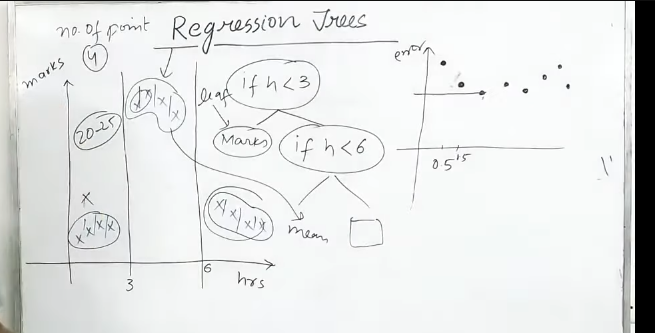 no. of point Regression Trees
4
marks
error
leaf if h<3
20-25
Marks if h<6
0.5 1.5
mean
3 6 hrs